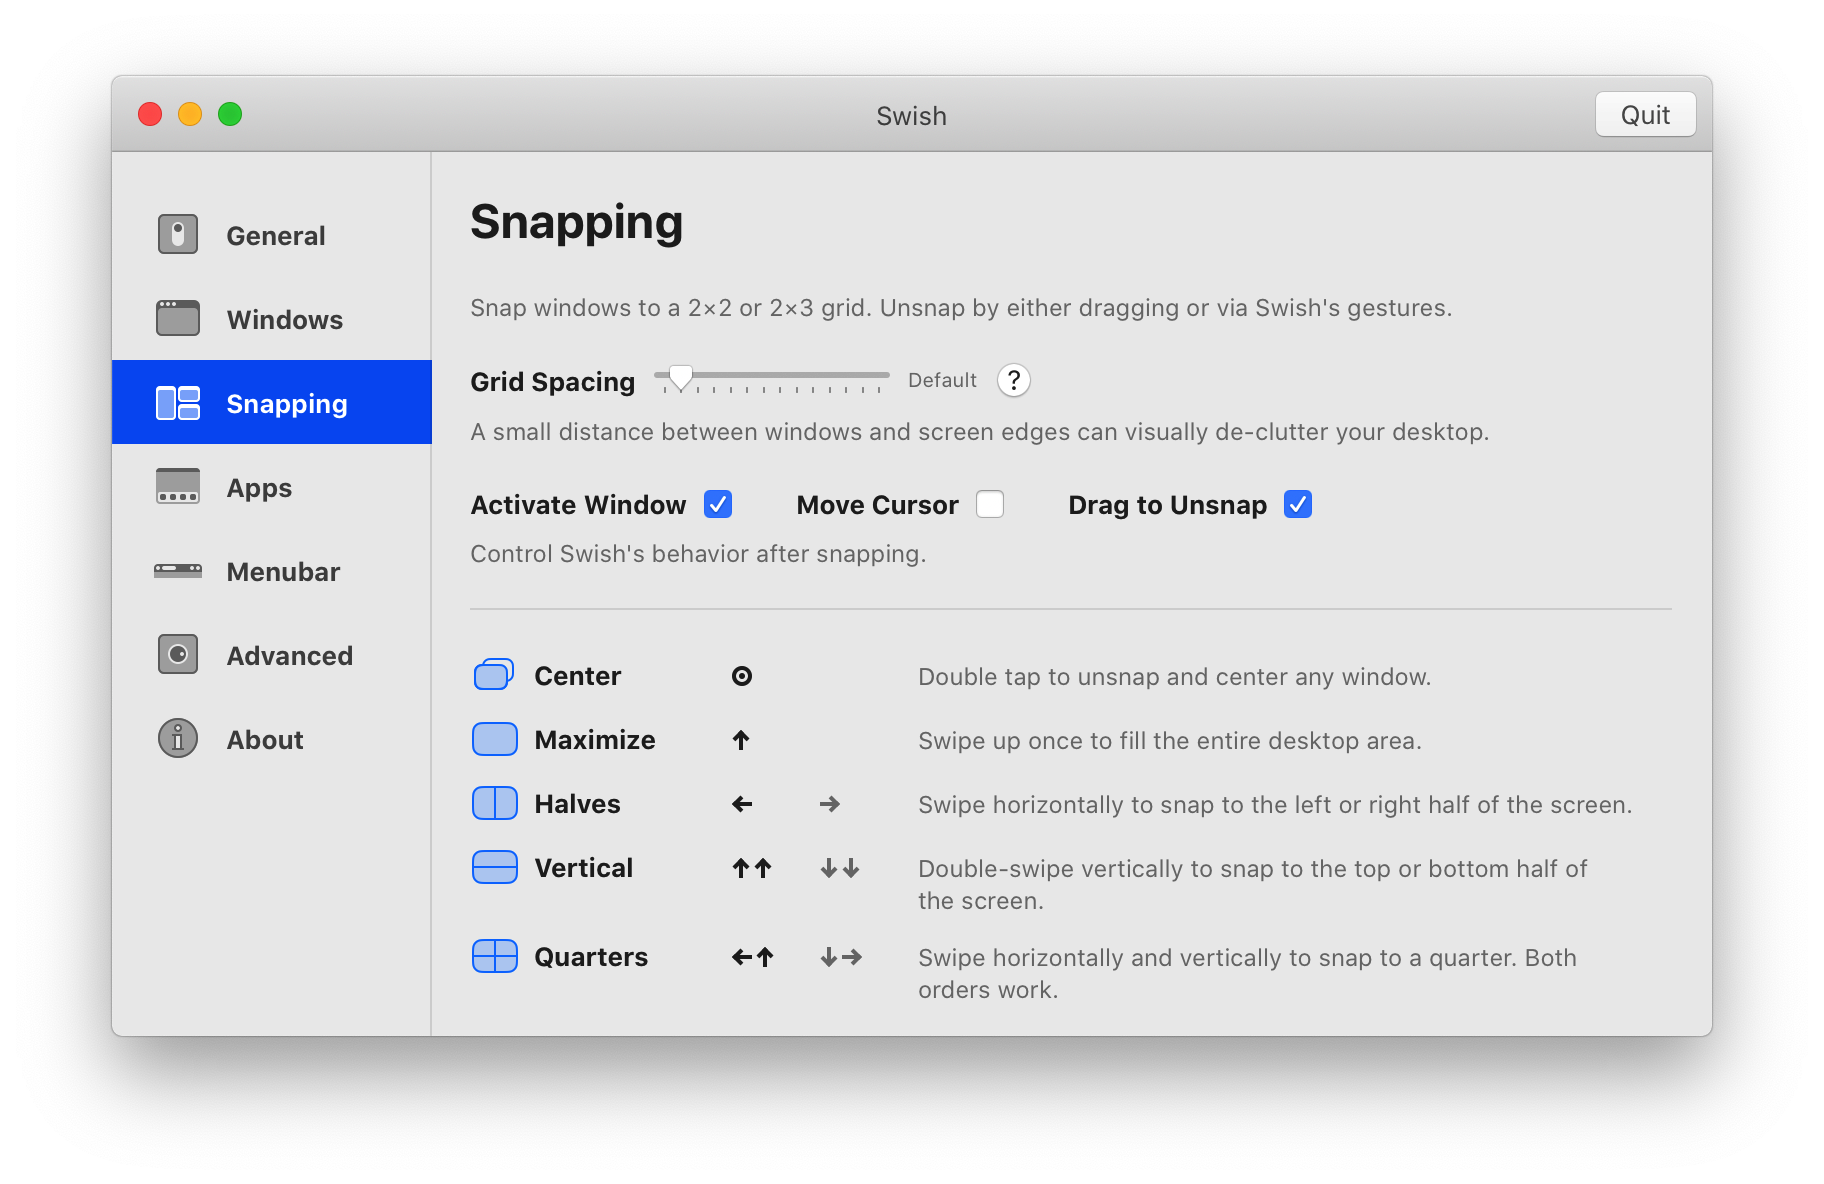 Swish
Quit
General
Windows
Snapping
Apps
Menubar
Advanced
About
Snapping
Snap windows to a 2×2 or 2×3 grid. Unsnap by either dragging or via Swish's gestures.
Grid Spacing Default ?
A small distance between windows and screen edges can visually de-clutter your desktop.
Activate Window Move Cursor Drag to Unsnap
Control Swish's behavior after snapping.
Center Double tap to unsnap and center any window.
Maximize ↑ Swipe up once to fill the entire desktop area.
Halves ← → Swipe horizontally to snap to the left or right half of the screen.
Vertical ↑↑ ↓↓ Double-swipe vertically to snap to the top or bottom half of
the screen.
Quarters ←↑ ↓→ Swipe horizontally and vertically to snap to a quarter. Both
orders work.